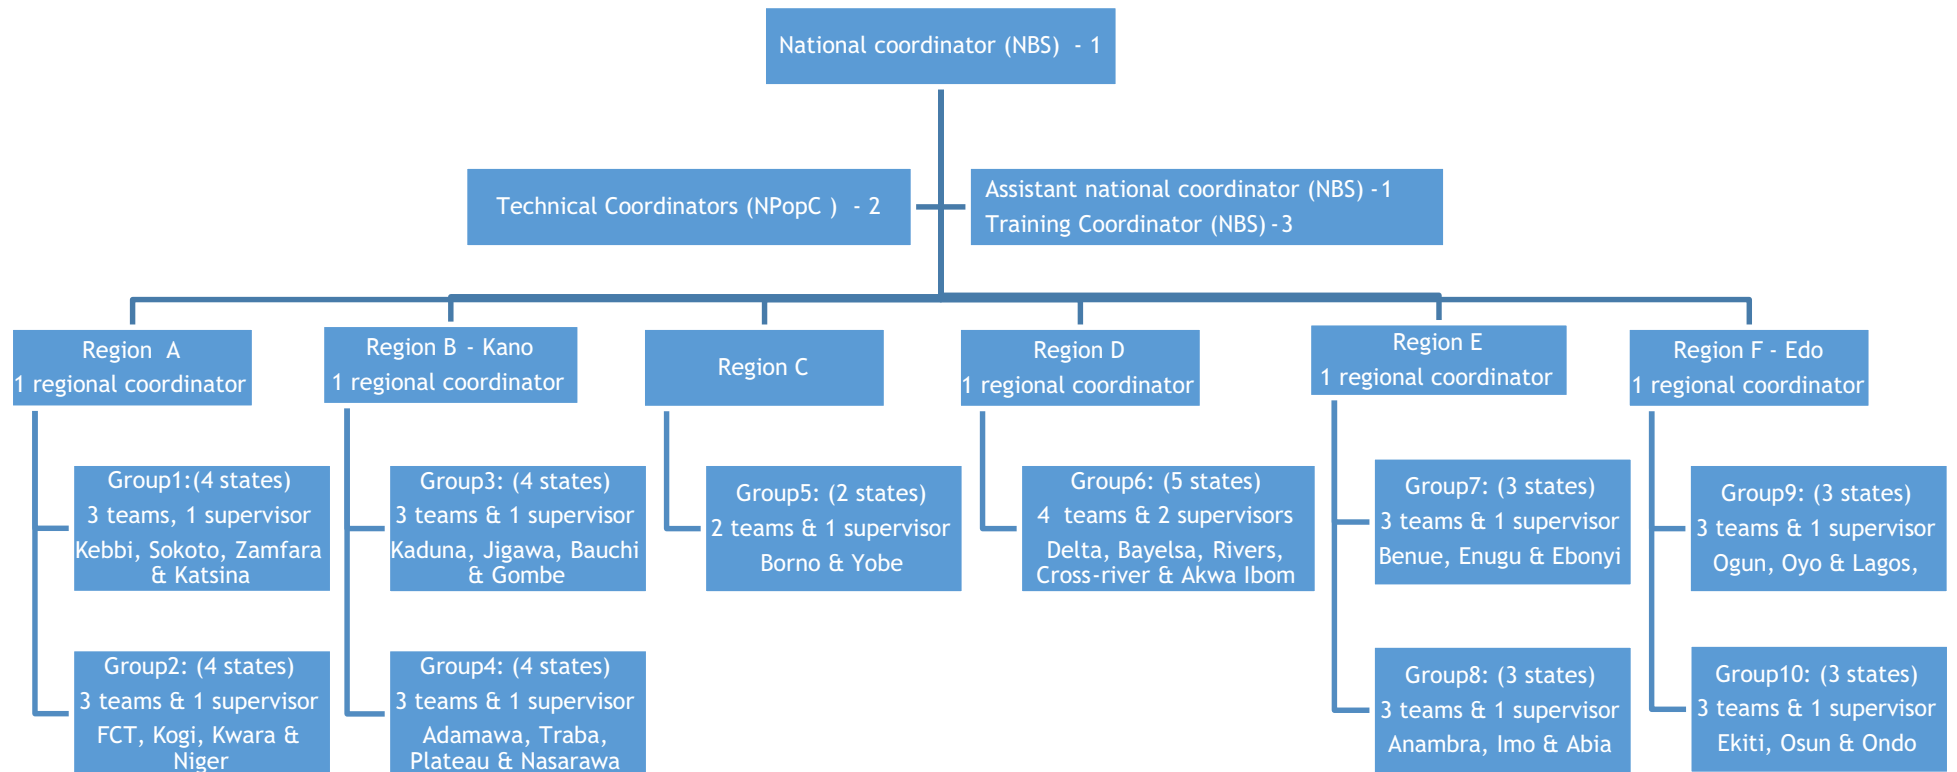 National coordinator (NBS) - 1
Technical Coordinators (NPopC ) - 2
Assistant national coordinator (NBS) -1
Training Coordinator (NBS) -3
Region A
1 regional coordinator
Region B - Kano
1 regional coordinator
Region C
Region D
1 regional coordinator
Region E
1 regional coordinator
Region F - Edo
1 regional coordinator
Group1:(4 states)
3 teams, 1 supervisor
Kebbi, Sokoto, Zamfara
& Katsina
Group3: (4 states)
3 teams & 1 supervisor
Kaduna, Jigawa, Bauchi
& Gombe
Group5: (2 states)
2 teams & 1 supervisor
Borno & Yobe
Group6: (5 states)
4 teams & 2 supervisors
Delta, Bayelsa, Rivers,
Cross-river & Akwa Ibom
Group7: (3 states)
3 teams & 1 supervisor
Benue, Enugu & Ebonyi
Group9: (3 states)
3 teams & 1 supervisor
Ogun, Oyo & Lagos,
Group2: (4 states)
3 teams & 1 supervisor
FCT, Kogi, Kwara &
Niger
Group4: (4 states)
3 teams & 1 supervisor
Adamawa, Traba,
Plateau & Nasarawa
Group8: (3 states)
3 teams & 1 supervisor
Anambra, Imo & Abia
Group10: (3 states)
3 teams & 1 supervisor
Ekiti, Osun & Ondo